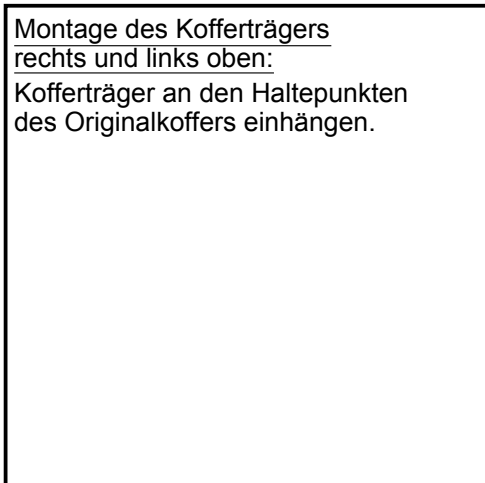 Montage des Kofferträgers
rechts und links oben:
Kofferträger an den Haltepunkten
des Originalkoffers einhängen.